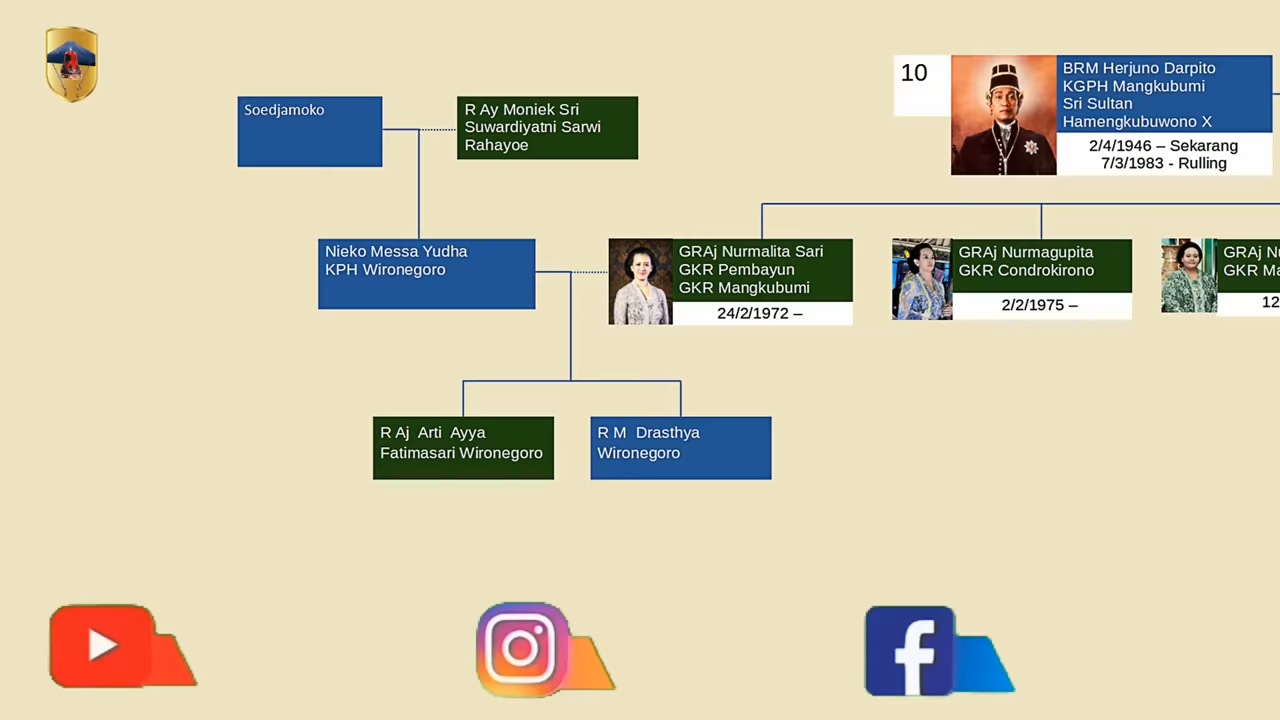 10
BRM Herjuno Darpito
KGPH Mangkubumi
Sri Sultan
Hamengkubuwono X
2/4/1946 – Sekarang
7/3/1983 - Rulling
Soedjamoko
R Ay Moniek Sri
Suwardiyatni Sarwi
Rahayoe
Nieko Messa Yudha
KPH Wironegoro
GRAj Nurmalita Sari
GKR Pembayun
GKR Mangkubumi
24/2/1972 –
GRAj Nurmagupita
GKR Condrokirono
2/2/1975 –
GRAj Nu
GKR Ma
12
R Aj Arti Ayya
Fatimasari Wironegoro
R M Drasthya
Wironegoro